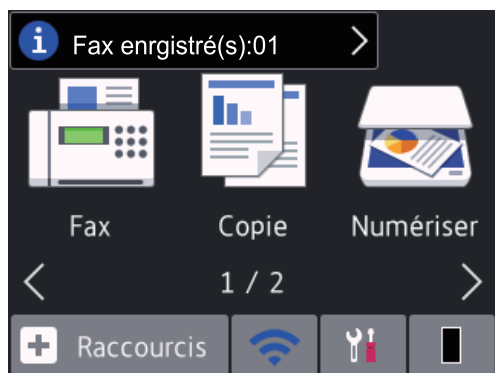 Fax enrgistré(s):01
Fax
Copie
Numériser
1 / 2
Raccourcis